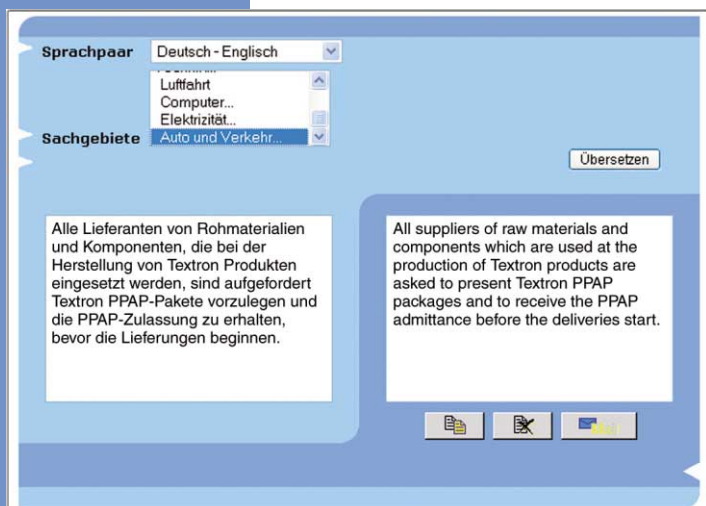 Sprachpaar Deutsch - Englisch
Luftfahrt
Computer...
Elektrizität...
Sachgebiete Auto und Verkehr...
Übersetzen
Alle Lieferanten von Rohmaterialien
und Komponenten, die bei der
Herstellung von Textron Produkten
eingesetzt werden, sind aufgefordert
Textron PPAP-Pakete vorzulegen und
die PPAP-Zulassung zu erhalten,
bevor die Lieferungen beginnen.
All suppliers of raw materials and
components which are used at the
production of Textron products are
asked to present Textron PPAP
packages and to receive the PPAP
admittance before the deliveries start.